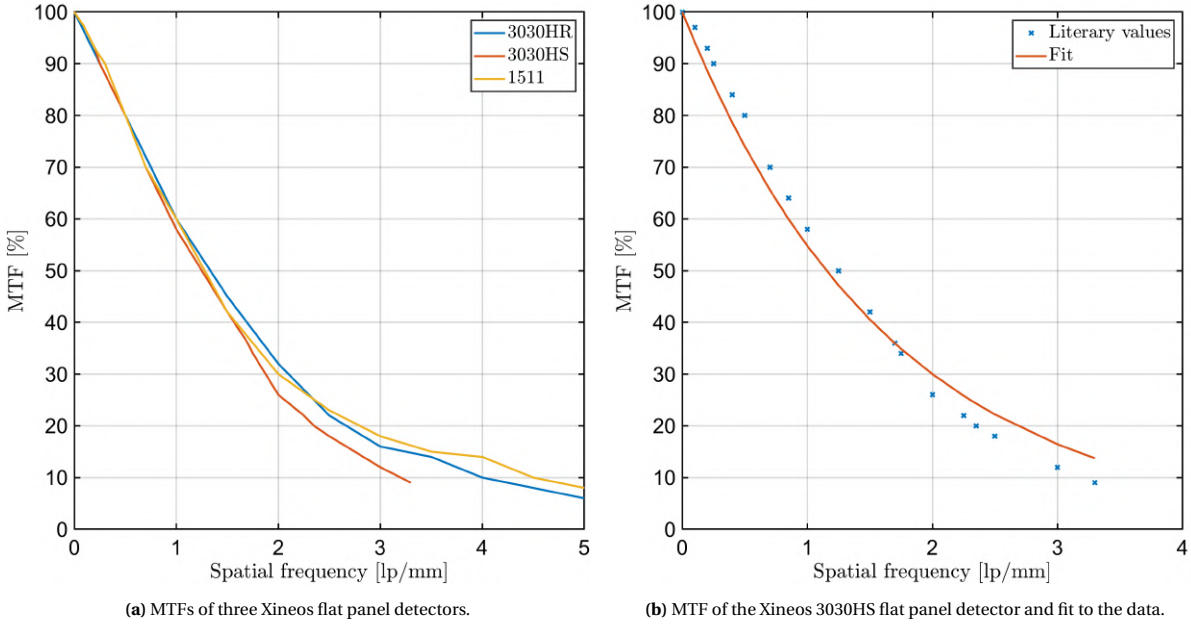 100
90
80
70
60
50
40
30
20
10
0
MTF [%]
0 1 2 3 4 5
Spatial frequency [lp/mm]
3030HR
3030HS
1511
(a) MTFs of three Xineos flat panel detectors.
100
90
80
70
60
50
40
30
20
10
0
MTF [%]
0 1 2 3 4
Spatial frequency [lp/mm]
Literary values
Fit
(b) MTF of the Xineos 3030HS flat panel detector and fit to the data.